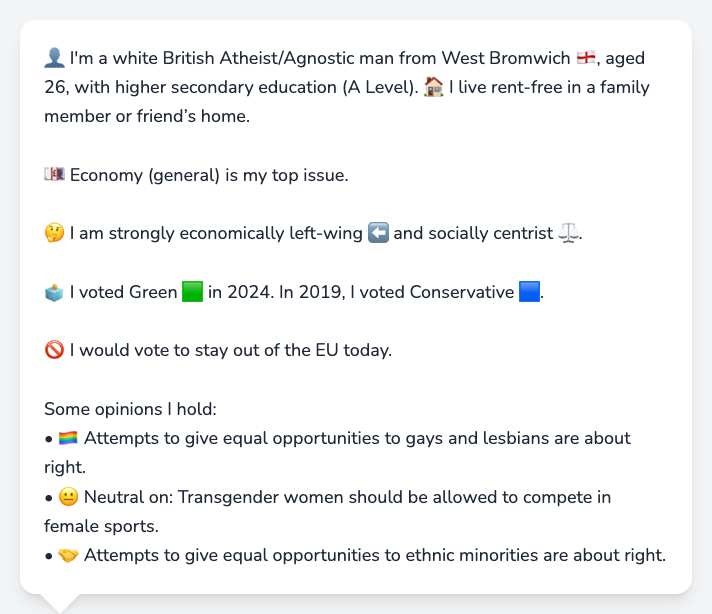 👤 I'm a white British Atheist/Agnostic man from West Bromwich 🏴󠁧󠁢󠁥󠁮󠁧󠁿, aged
26, with higher secondary education (A Level). 🏠 I live rent-free in a family
member or friend’s home.
💷 Economy (general) is my top issue.
🤔 I am strongly economically left-wing ⬅️ and socially centrist ⚖️.
🗳️ I voted Green 🟩 in 2024. In 2019, I voted Conservative 🟦.
🚫 I would vote to stay out of the EU today.
Some opinions I hold:
• 🏳️‍🌈 Attempts to give equal opportunities to gays and lesbians are about
right.
• 😐 Neutral on: Transgender women should be allowed to compete in
female sports.
• 🤝 Attempts to give equal opportunities to ethnic minorities are about right.